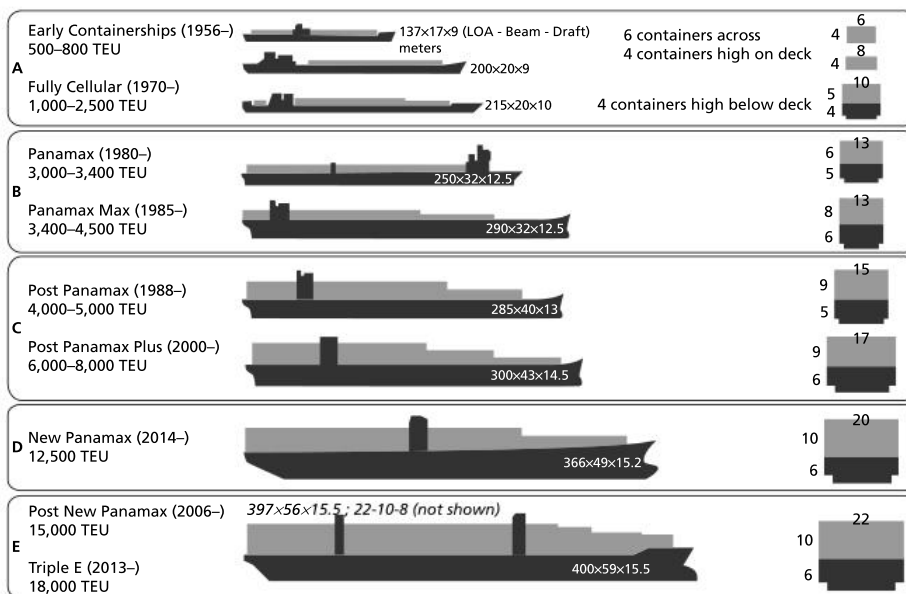 Early Containerships (1956–)
500–800 TEU
137×17×9 (LOA - Beam - Draft)
meters
6 containers across
4 containers high on deck
6
4
8
4
200×20×9
A
Fully Cellular (1970–)
1,000–2,500 TEU
215×20×10
4 containers high below deck
10
5
4
Panamax (1980–)
3,000–3,400 TEU
250×32×12.5
13
6
5
B
Panamax Max (1985–)
3,400–4,500 TEU
290×32×12.5
13
8
6
Post Panamax (1988–)
4,000–5,000 TEU
285×40×13
15
9
5
C
Post Panamax Plus (2000–)
6,000–8,000 TEU
300×43×14.5
17
9
6
D
New Panamax (2014–)
12,500 TEU
366×49×15.2
20
10
6
Post New Panamax (2006–)
15,000 TEU
397×56×15.5 ; 22-10-8 (not shown)
E
Triple E (2013–)
18,000 TEU
400×59×15.5
22
10
6